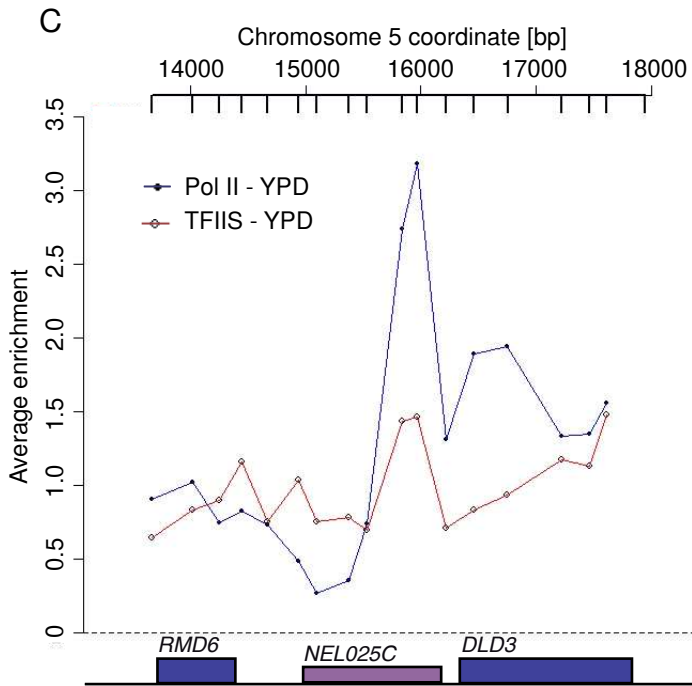 C
Chromosome 5 coordinate [bp]
14000 15000 16000 17000 18000
3.5
3.0
2.5
2.0
1.5
1.0
0.5
0
Average enrichment
Pol II - YPD
TFIIS - YPD
RMD6 NEL025C DLD3